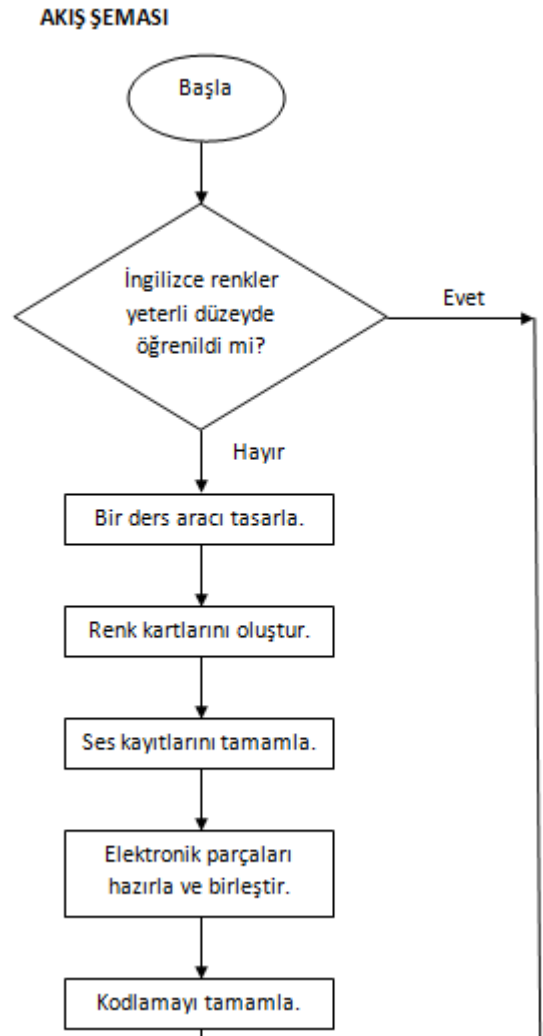 AKIŞ ŞEMASI
Başla
İngilizce renkler
yeterli düzeyde
öğrenildi mi?
Evet
Hayır
Bir ders aracı tasarla.
Renk kartlarını oluştur.
Ses kayıtlarını tamamla.
Elektronik parçaları
hazırla ve birleştir.
Kodlamayı tamamla.